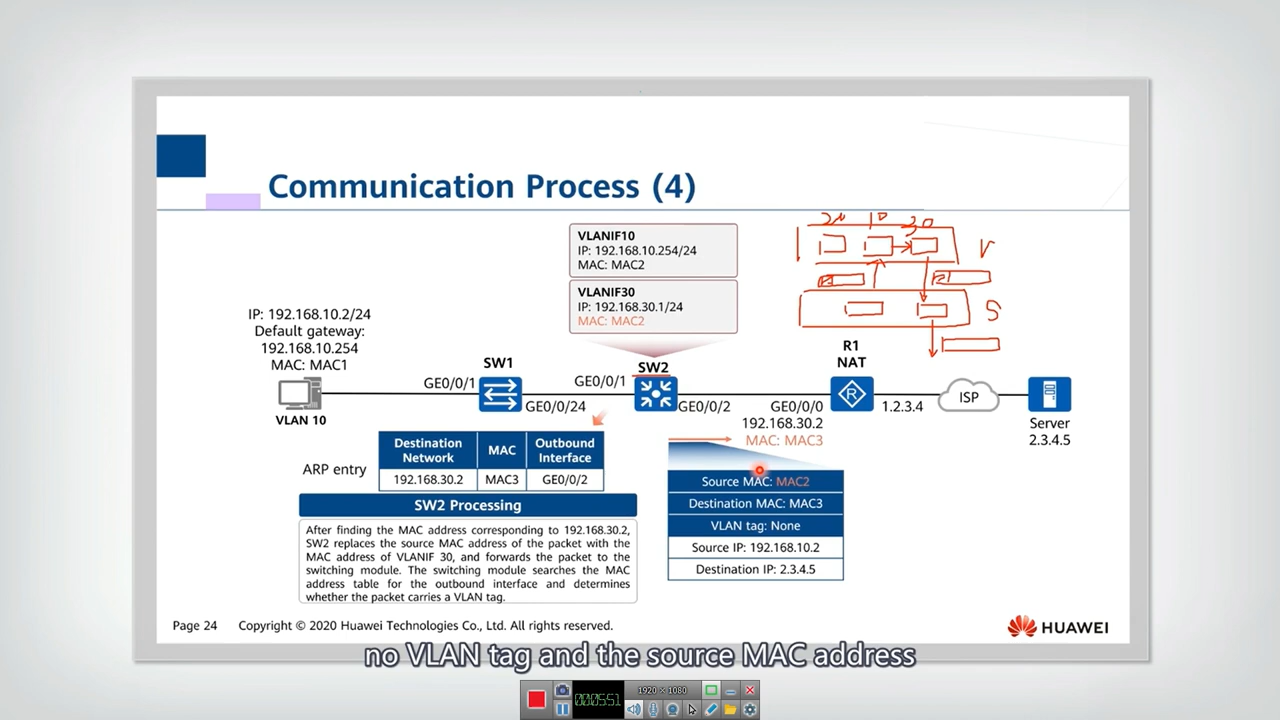 Communication Process (4)
20 10 30
VLANIF10
IP: 192.168.10.254/24
MAC: MAC2
VLANIF30
IP: 192.168.30.1/24
MAC: MAC2
S
IP: 192.168.10.2/24
Default gateway:
192.168.10.254
MAC: MAC1
VLAN 10
SW1
GE0/0/1
GE0/0/24
SW2
GE0/0/1
GE0/0/2
R1
NAT
GE0/0/0
192.168.30.2
MAC: MAC3
R
1.2.3.4
ISP
Server
2.3.4.5
ARP entry
Destination Network MAC Outbound Interface
192.168.30.2 MAC3 GE0/0/2
SW2 Processing
After finding the MAC address corresponding to 192.168.30.2,
SW2 replaces the source MAC address of the packet with the
MAC address of VLANIF 30, and forwards the packet to the
switching module. The switching module searches the MAC
address table for the outbound interface and determines
whether the packet carries a VLAN tag.
Source MAC: MAC2
Destination MAC: MAC3
VLAN tag: None
Source IP: 192.168.10.2
Destination IP: 2.3.4.5
Page 24 Copyright © 2020 Huawei Technologies Co., Ltd. All rights reserved.
HUAWEI
no VLAN tag and the source MAC address
1920 × 1080
000551